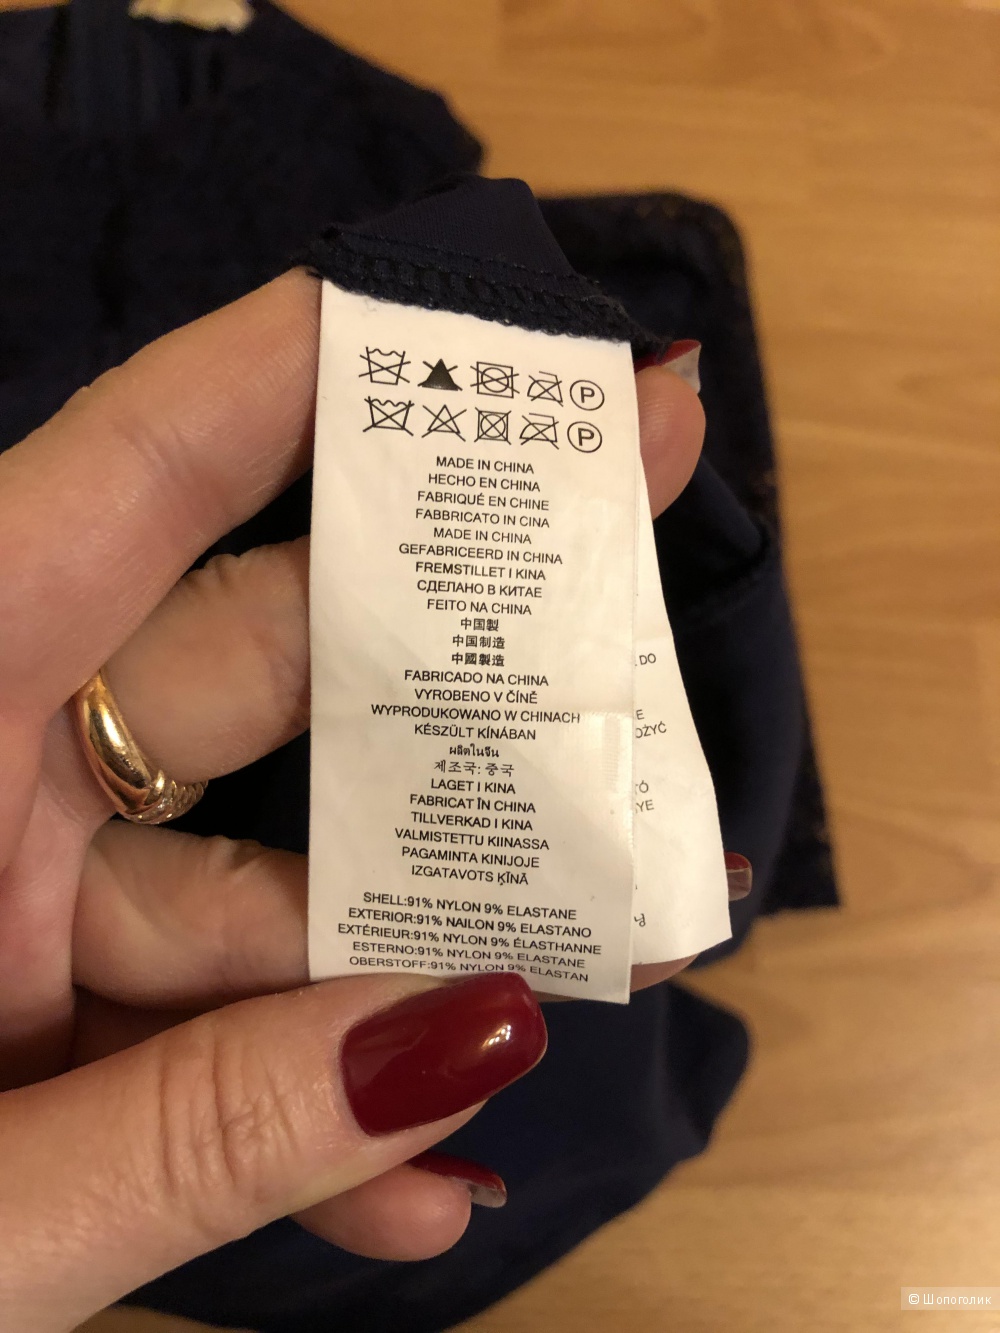 P
P
MADE IN CHINA
HECHO EN CHINA
FABRIQUÉ EN CHINE
FABBRICATO IN CINA
MADE IN CHINA
GEFABRICEERD IN CHINA
FREMSTILLET I KINA
СДЕЛАНО В КИТАЕ
FEITO NA CHINA
中国製
中国制造
中國製造
FABRICADO NA CHINA
VYROBENO V ČÍNĚ
WYPRODUKOWANO W CHINACH
KÉSZÜLT KÍNÁBAN
ผลิตในจีน
제조국: 중국
LAGET I KINA
FABRICAT ÎN CHINA
TILLVERKAD I KINA
VALMISTETTU KIINASSA
PAGAMINTA KINIJOJE
IZGATAVOTS ĶĪNĀ
SHELL:91% NYLON 9% ELASTANE
EXTERIOR:91% NAILON 9% ELASTANO
EXTÉRIEUR:91% NYLON 9% ÉLASTHANNE
ESTERNO:91% NYLON 9% ELASTANE
OBERSTOFF:91% NYLON 9% ELASTAN
DO
© Шопоголик